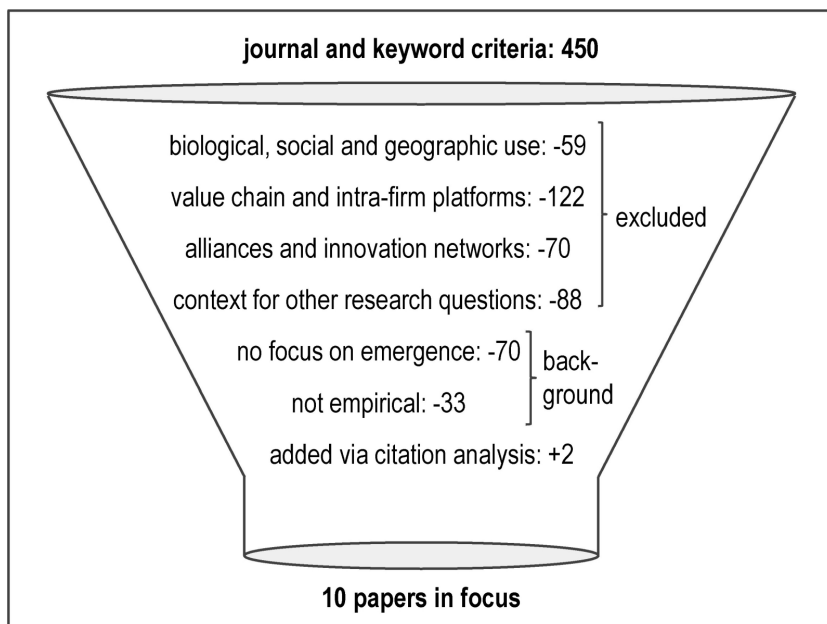 journal and keyword criteria: 450
biological, social and geographic use: -59
value chain and intra-firm platforms: -122
alliances and innovation networks: -70
context for other research questions: -88
excluded
no focus on emergence: -70
not empirical: -33
back-
ground
added via citation analysis: +2
10 papers in focus